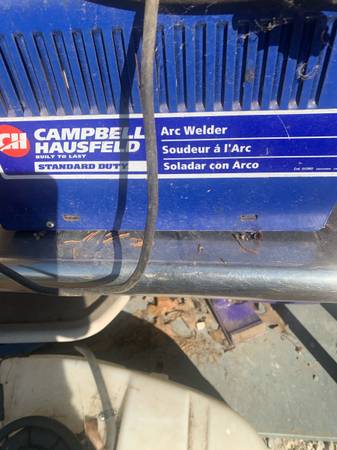 CH
CAMPBELL
HAUSFELD
BUILT TO LAST
STANDARD DUTY
Arc Welder
Soudeur á l'Arc
Soladar con Arco